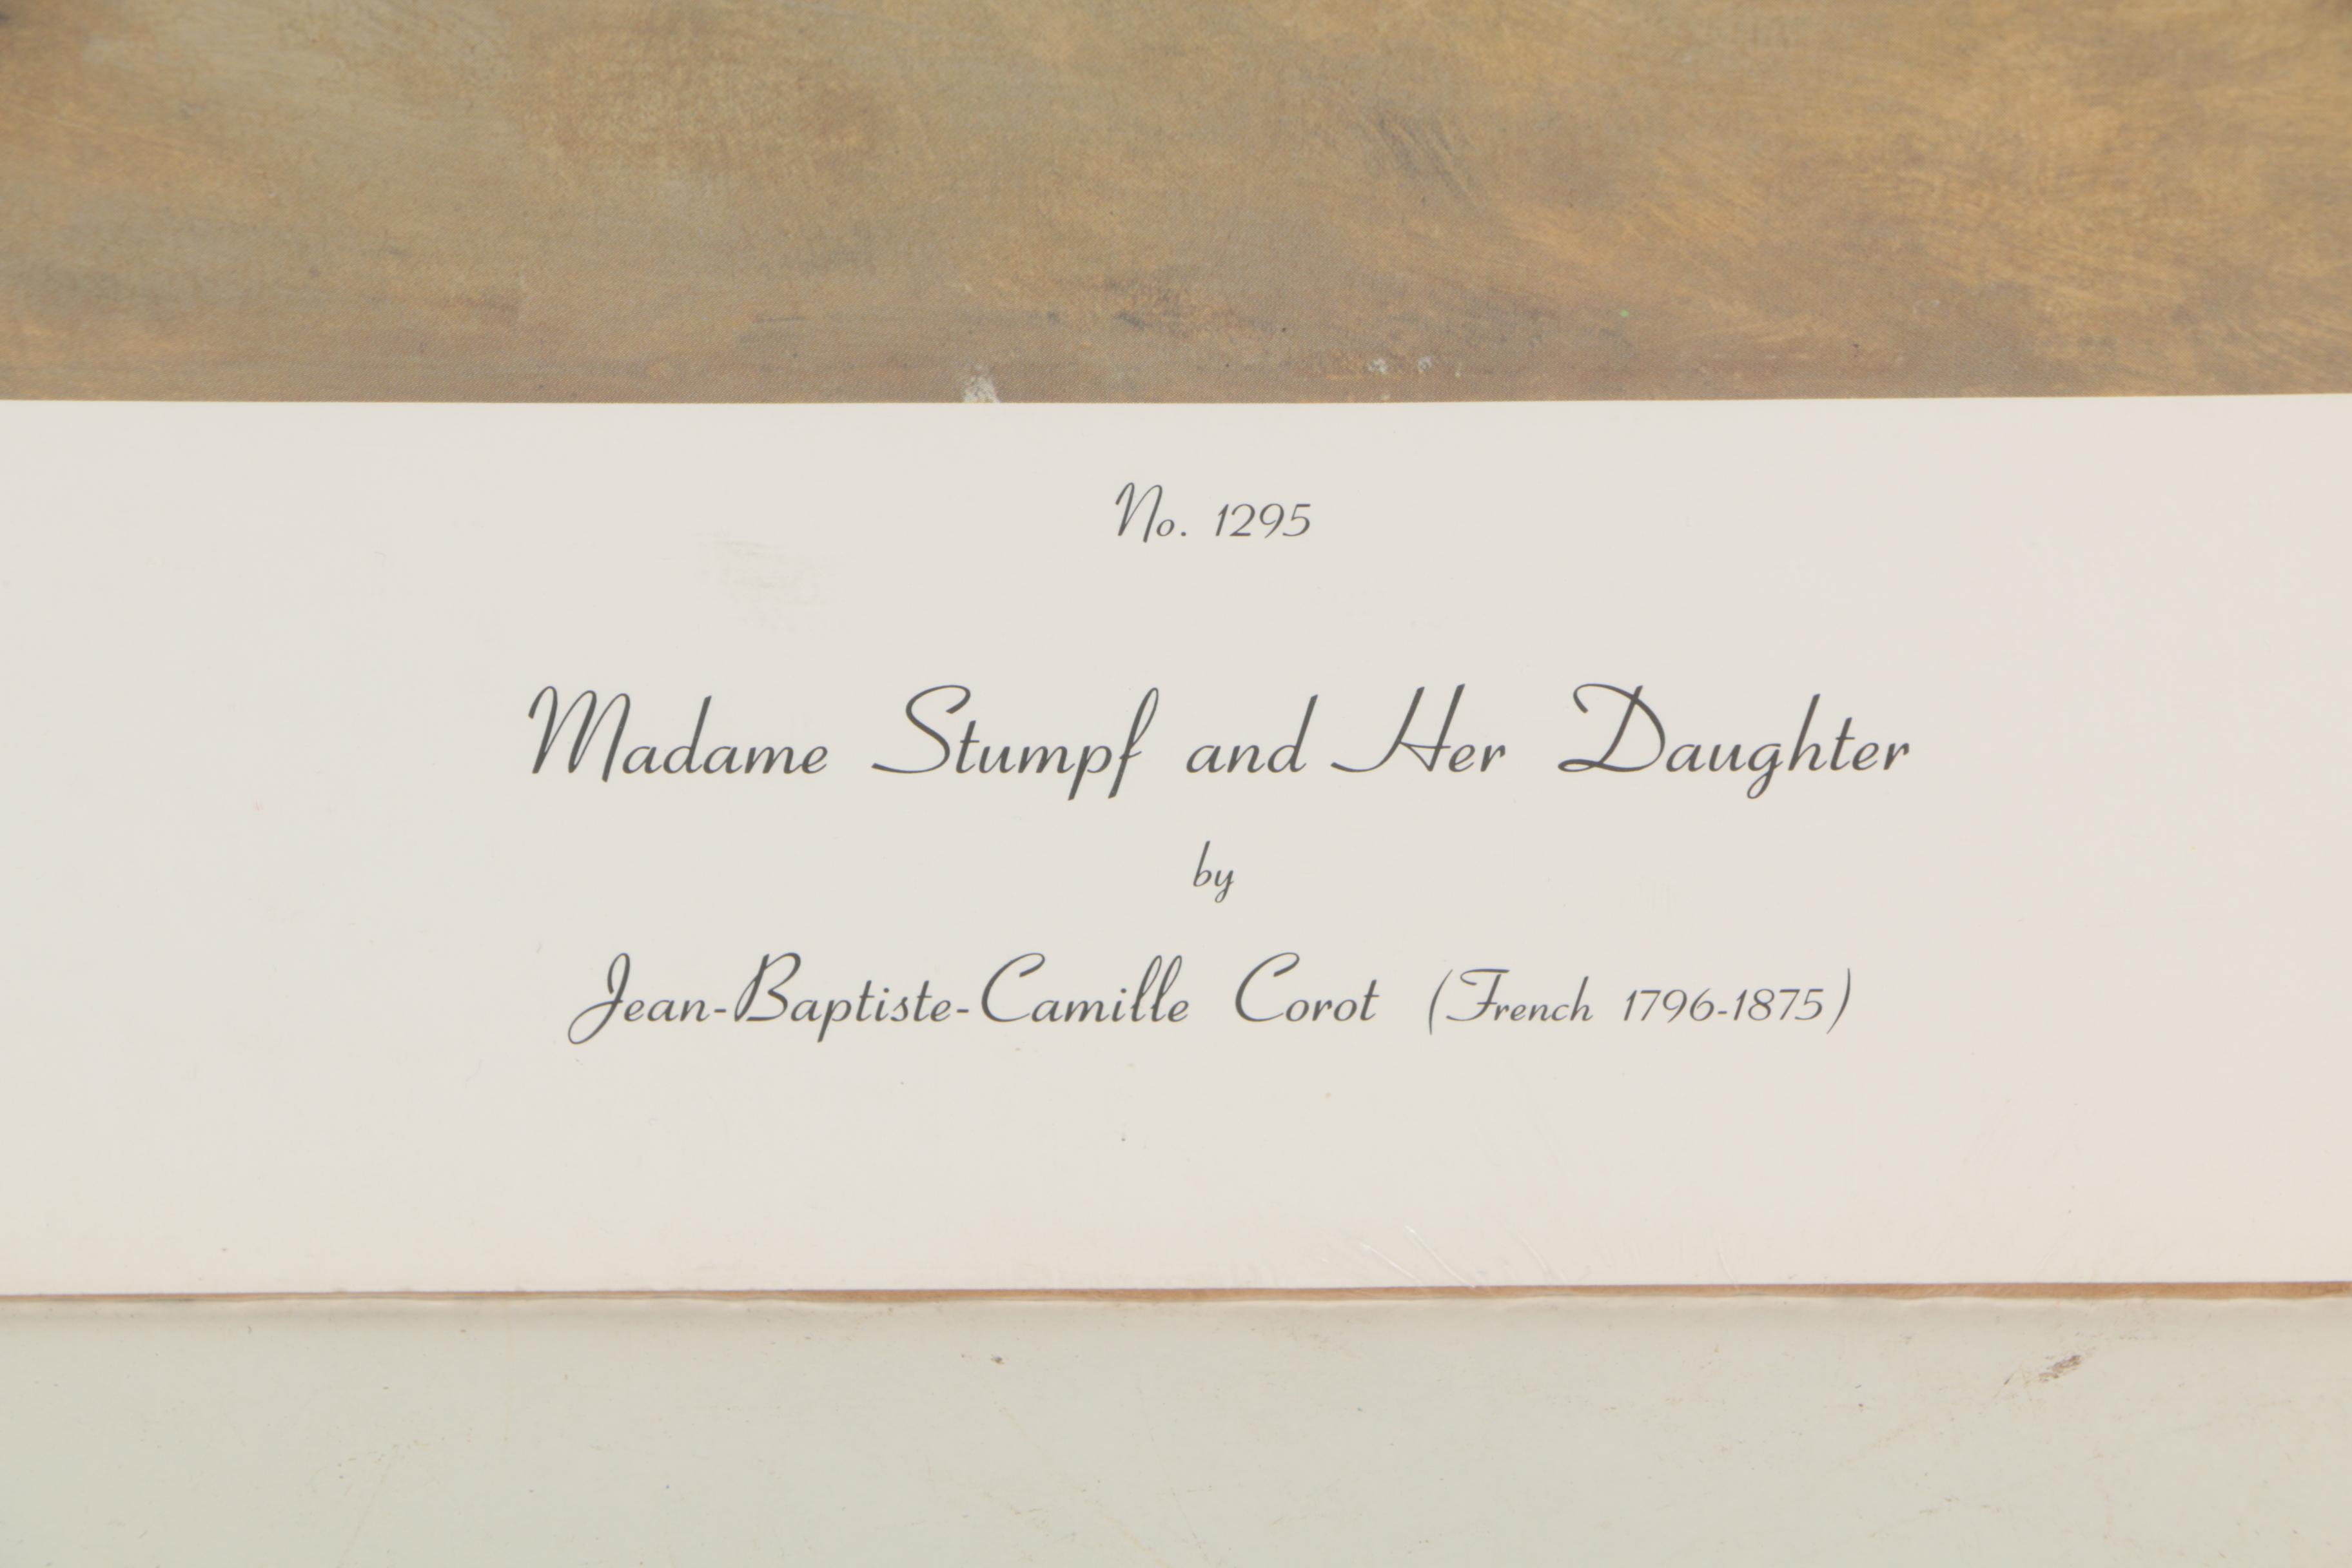 No. 1295
Madame Stumpf and Her Daughter
by
Jean-Baptiste-Camille Corot (French 1796-1875)